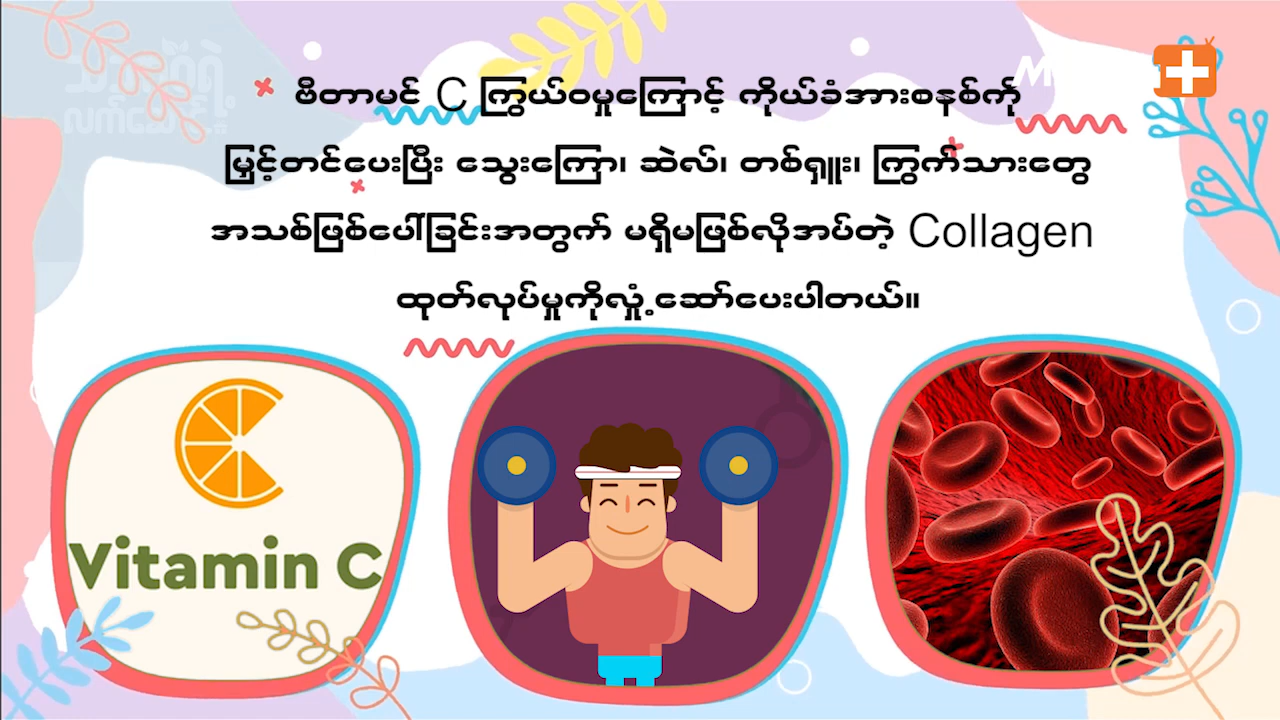 ဗီတာမင် C ကြွယ်ဝမှုကြောင့် ကိုယ်ခံအားစနစ်ကို
မြှင့်တင်ပေးပြီး သွေးကြော၊ ဆဲလ်၊ တစ်ရှူး၊ ကြွက်သားတွေ
အသစ်ဖြစ်ပေါ်ခြင်းအတွက် မရှိမဖြစ်လိုအပ်တဲ့ Collagen
ထုတ်လုပ်မှုကိုလှုံ့ဆော်ပေးပါတယ်။
Vitamin C